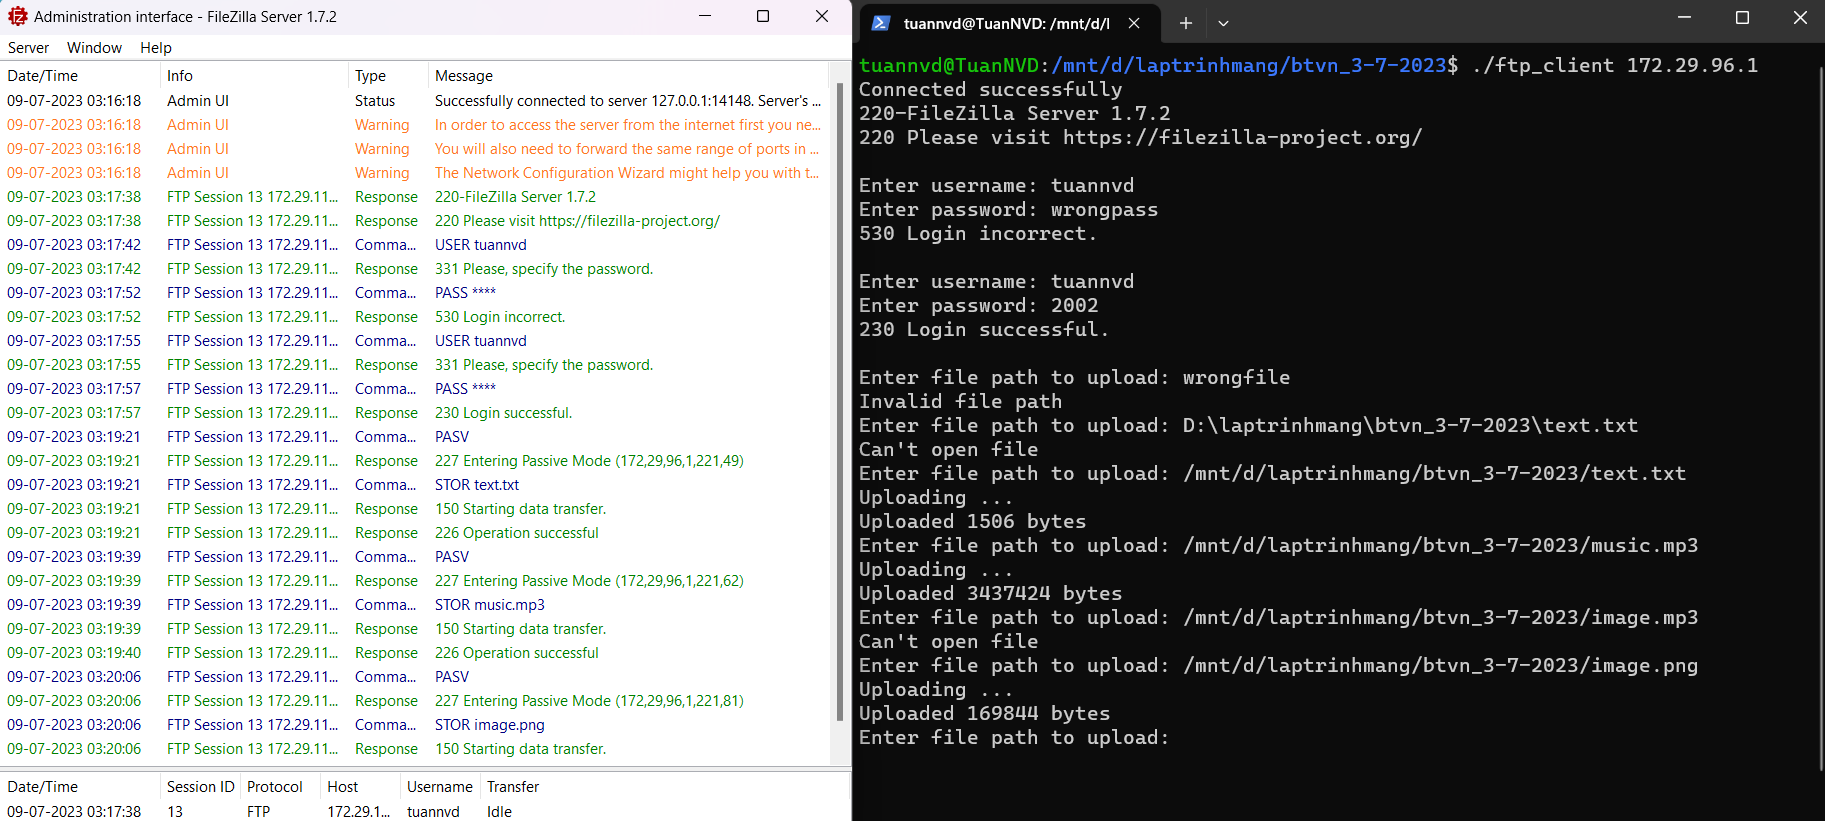 Administration interface - FileZilla Server 1.7.2
Server Window Help
Date/Time Info Type Message
09-07-2023 03:16:18 Admin UI Status Successfully connected to server 127.0.0.1:14148. Server's ...
09-07-2023 03:16:18 Admin UI Warning In order to access the server from the internet first you ne...
09-07-2023 03:16:18 Admin UI Warning You will also need to forward the same range of ports in ...
09-07-2023 03:16:18 Admin UI Warning The Network Configuration Wizard might help you with t...
09-07-2023 03:17:38 FTP Session 13 172.29.11... Response 220-FileZilla Server 1.7.2
09-07-2023 03:17:38 FTP Session 13 172.29.11... Response 220 Please visit https://filezilla-project.org/
09-07-2023 03:17:42 FTP Session 13 172.29.11... Comma... USER tuannvd
09-07-2023 03:17:42 FTP Session 13 172.29.11... Response 331 Please, specify the password.
09-07-2023 03:17:52 FTP Session 13 172.29.11... Comma... PASS ****
09-07-2023 03:17:52 FTP Session 13 172.29.11... Response 530 Login incorrect.
09-07-2023 03:17:55 FTP Session 13 172.29.11... Comma... USER tuannvd
09-07-2023 03:17:55 FTP Session 13 172.29.11... Response 331 Please, specify the password.
09-07-2023 03:17:57 FTP Session 13 172.29.11... Comma... PASS ****
09-07-2023 03:17:57 FTP Session 13 172.29.11... Response 230 Login successful.
09-07-2023 03:19:21 FTP Session 13 172.29.11... Comma... PASV
09-07-2023 03:19:21 FTP Session 13 172.29.11... Response 227 Entering Passive Mode (172,29,96,1,221,49)
09-07-2023 03:19:21 FTP Session 13 172.29.11... Comma... STOR text.txt
09-07-2023 03:19:21 FTP Session 13 172.29.11... Response 150 Starting data transfer.
09-07-2023 03:19:21 FTP Session 13 172.29.11... Response 226 Operation successful
09-07-2023 03:19:39 FTP Session 13 172.29.11... Comma... PASV
09-07-2023 03:19:39 FTP Session 13 172.29.11... Response 227 Entering Passive Mode (172,29,96,1,221,62)
09-07-2023 03:19:39 FTP Session 13 172.29.11... Comma... STOR music.mp3
09-07-2023 03:19:39 FTP Session 13 172.29.11... Response 150 Starting data transfer.
09-07-2023 03:19:40 FTP Session 13 172.29.11... Response 226 Operation successful
09-07-2023 03:20:06 FTP Session 13 172.29.11... Comma... PASV
09-07-2023 03:20:06 FTP Session 13 172.29.11... Response 227 Entering Passive Mode (172,29,96,1,221,81)
09-07-2023 03:20:06 FTP Session 13 172.29.11... Comma... STOR image.png
09-07-2023 03:20:06 FTP Session 13 172.29.11... Response 150 Starting data transfer.
Date/Time Session ID Protocol Host Username Transfer
09-07-2023 03:17:38 13 FTP 172.29.1... tuannvd Idle
tuannvd@TuanNVD: /mnt/d/l
tuannvd@TuanNVD:/mnt/d/laptrinhmang/btvn_3-7-2023$ ./ftp_client 172.29.96.1
Connected successfully
220-FileZilla Server 1.7.2
220 Please visit https://filezilla-project.org/
Enter username: tuannvd
Enter password: wrongpass
530 Login incorrect.
Enter username: tuannvd
Enter password: 2002
230 Login successful.
Enter file path to upload: wrongfile
Invalid file path
Enter file path to upload: D:\laptrinhmang\btvn_3-7-2023\text.txt
Can't open file
Enter file path to upload: /mnt/d/laptrinhmang/btvn_3-7-2023/text.txt
Uploading ...
Uploaded 1506 bytes
Enter file path to upload: /mnt/d/laptrinhmang/btvn_3-7-2023/music.mp3
Uploading ...
Uploaded 3437424 bytes
Enter file path to upload: /mnt/d/laptrinhmang/btvn_3-7-2023/image.mp3
Can't open file
Enter file path to upload: /mnt/d/laptrinhmang/btvn_3-7-2023/image.png
Uploading ...
Uploaded 169844 bytes
Enter file path to upload: